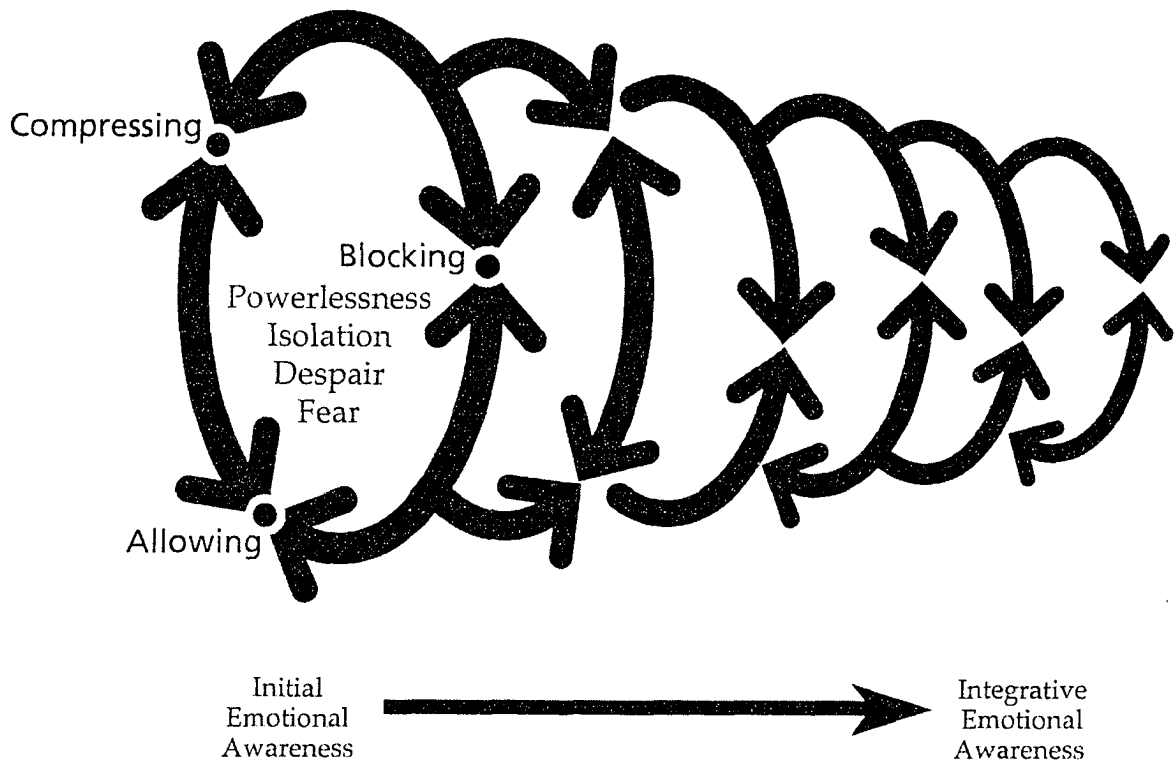 Compressing
Blocking
Powerlessness
Isolation
Despair
Fear
Allowing
Initial
Emotional
Awareness
Integrative
Emotional
Awareness